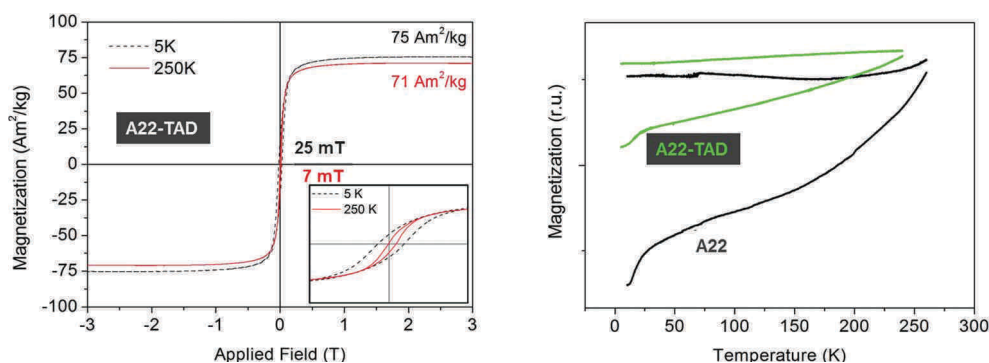 100
75
50
25
0
-25
-50
-75
-100
Magnetization (Am²/kg)
5K
250K
75 Am²/kg
71 Am²/kg
A22-TAD
25 mT
7 mT
5 K
250 K
-3
-2
-1
0
1
2
3
Applied Field (T)
Magnetization (r.u.)
A22-TAD
A22
0
50
100
150
200
250
300
Temperature (K)